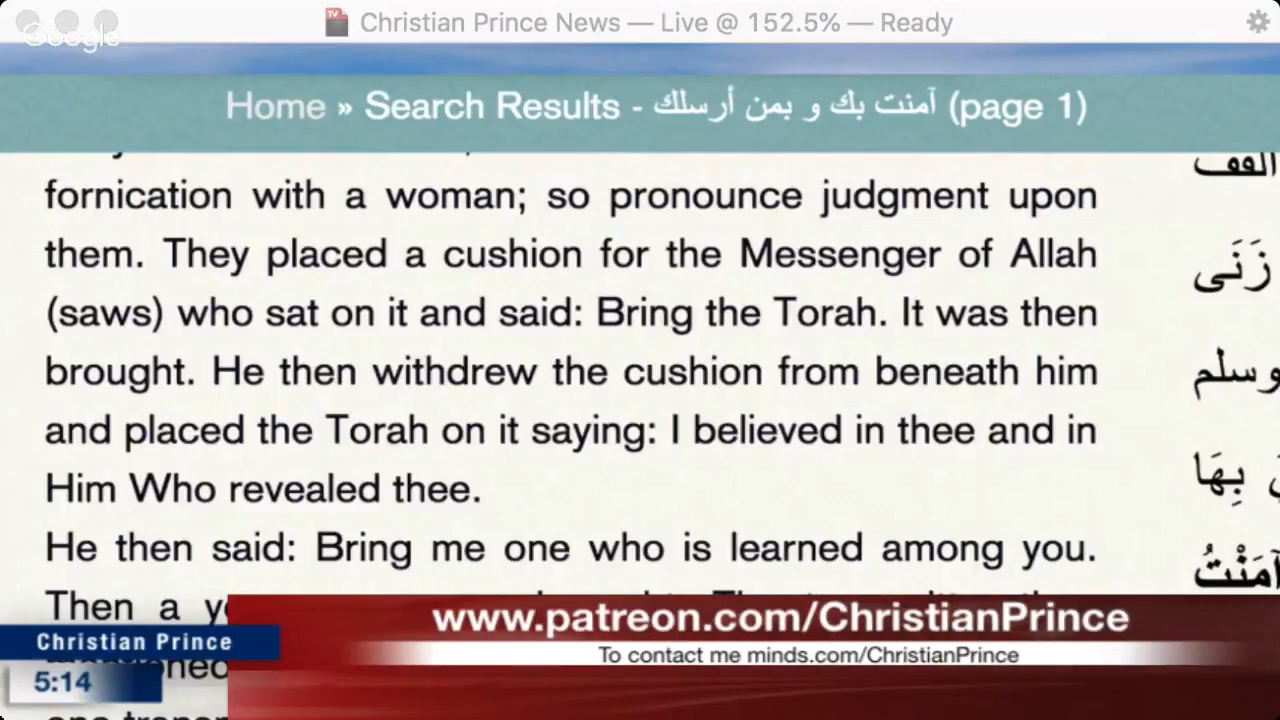 Christian Prince News — Live @ 152.5% — Ready
Google
Home » Search Results - آمنت بك و بمن أرسلك (page 1)
fornication with a woman; so pronounce judgment upon
them. They placed a cushion for the Messenger of Allah
(saws) who sat on it and said: Bring the Torah. It was then
brought. He then withdrew the cushion from beneath him
and placed the Torah on it saying: I believed in thee and in
Him Who revealed thee.
He then said: Bring me one who is learned among you.
Then a
زَنَى
وسلم
بِهَا
آمَنْتُ
www.patreon.com/ChristianPrince
To contact me minds.com/ChristianPrince
Christian Prince
5:14